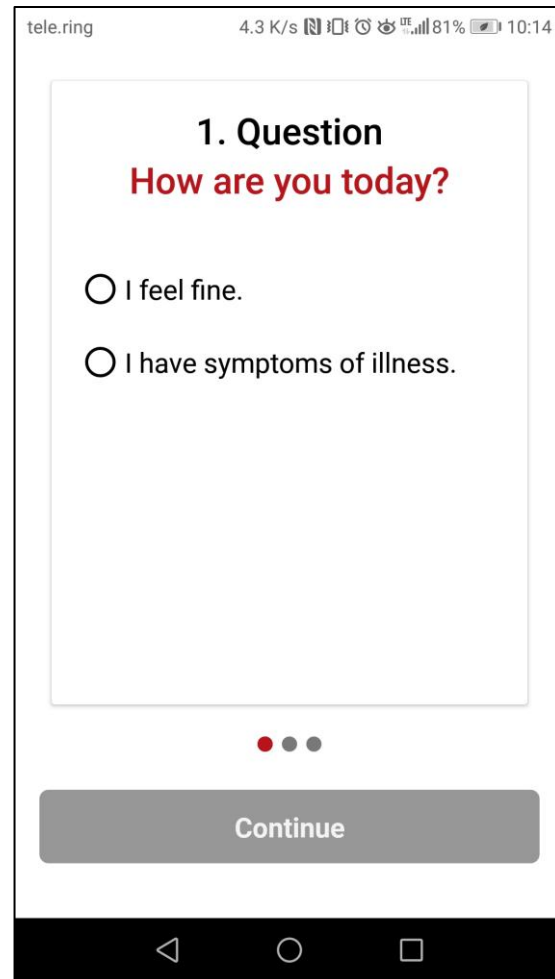 tele.ring 4.3 K/s LTE 81% 10:14
1. Question
How are you today?
I feel fine.
I have symptoms of illness.
Continue